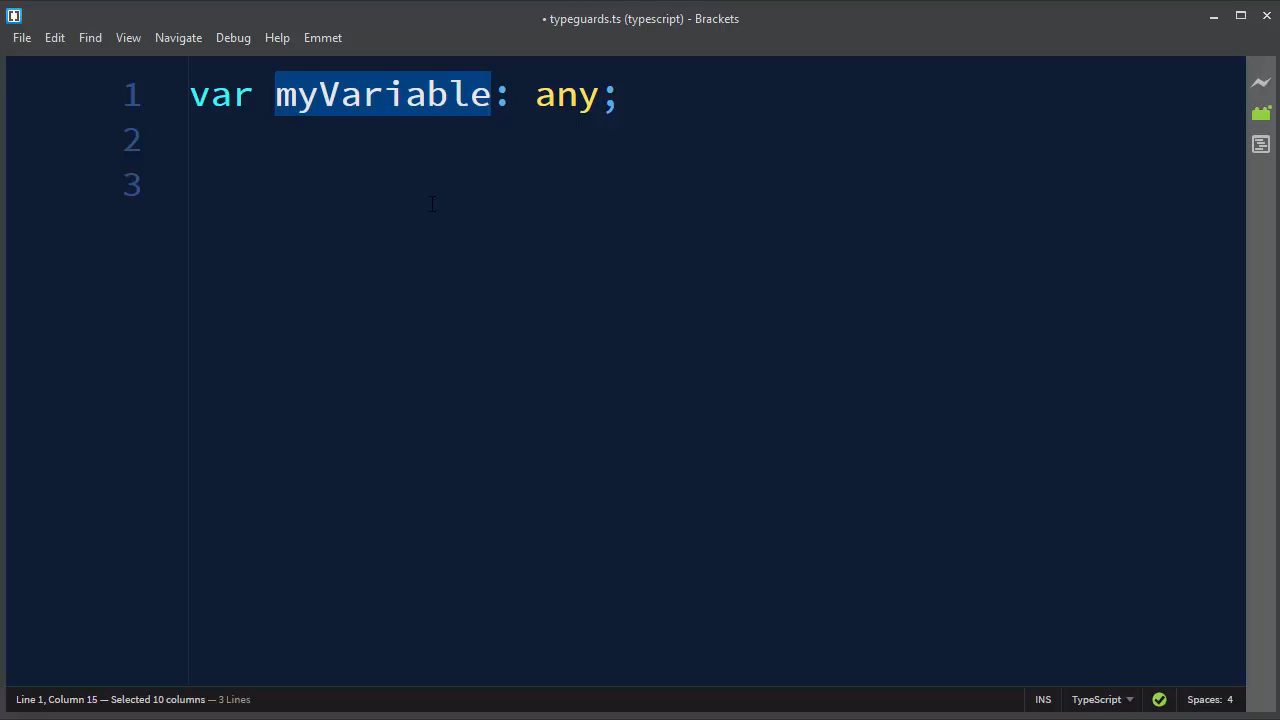 • typeguards.ts (typescript) - Brackets
File Edit Find View Navigate Debug Help Emmet
1 var myVariable: any;
2
3
Line 1, Column 15 — Selected 10 columns — 3 Lines INS TypeScript Spaces: 4